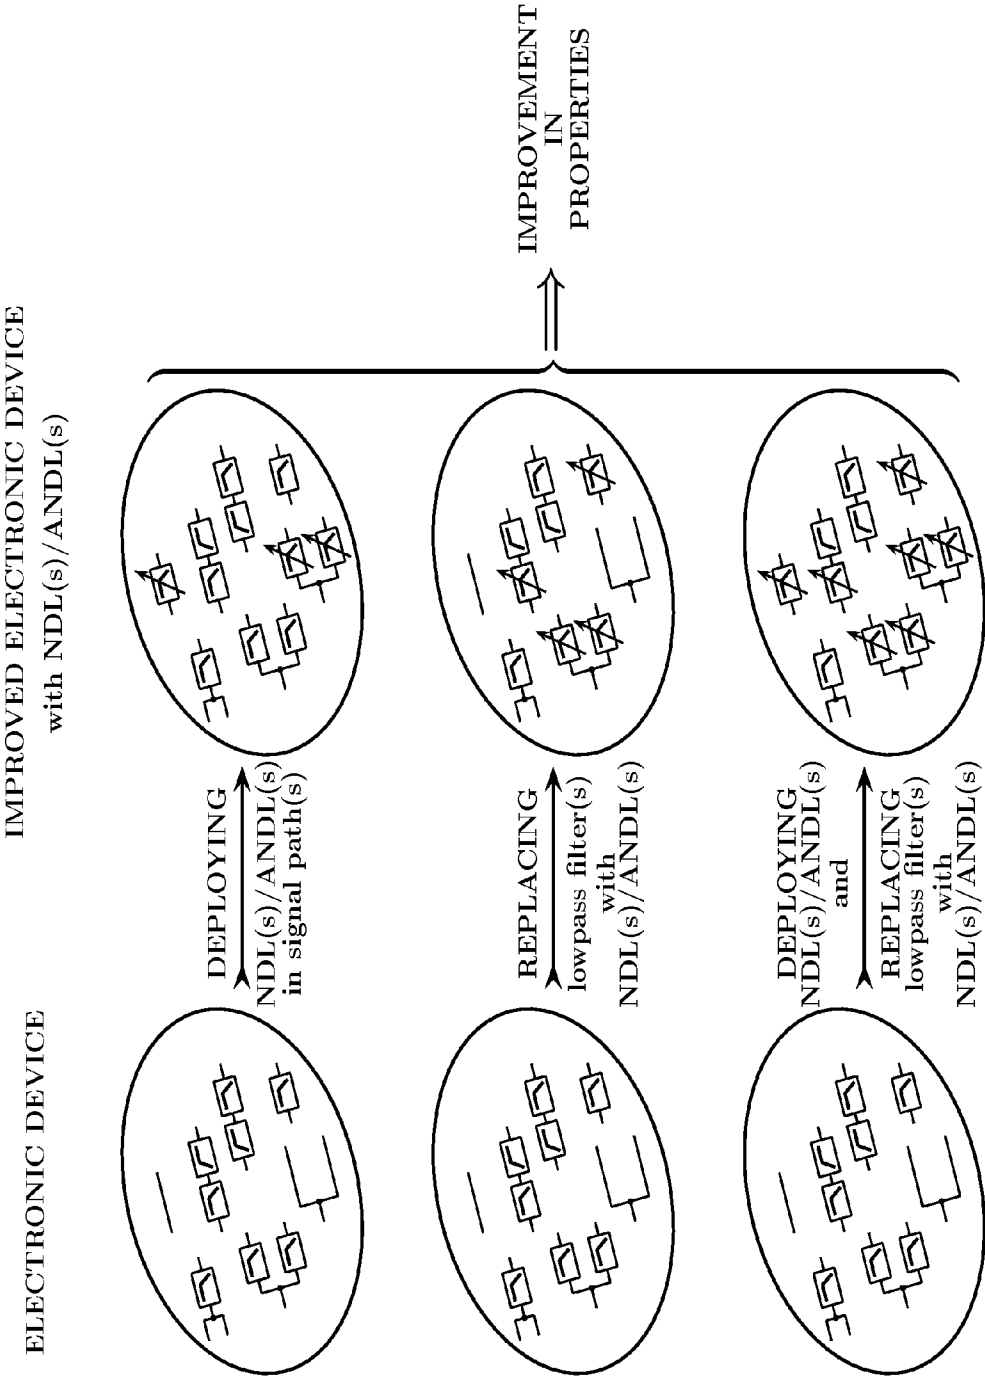 ELECTRONIC DEVICE
IMPROVED ELECTRONIC DEVICE
with NDL(s)/ANDL(s)
DEPLOYING
NDL(s)/ANDL(s)
in signal path(s)
REPLACING
lowpass filter(s)
with
NDL(s)/ANDL(s)
DEPLOYING
NDL(s)/ANDL(s)
and
REPLACING
lowpass filter(s)
with
NDL(s)/ANDL(s)
IMPROVEMENT
IN
PROPERTIES